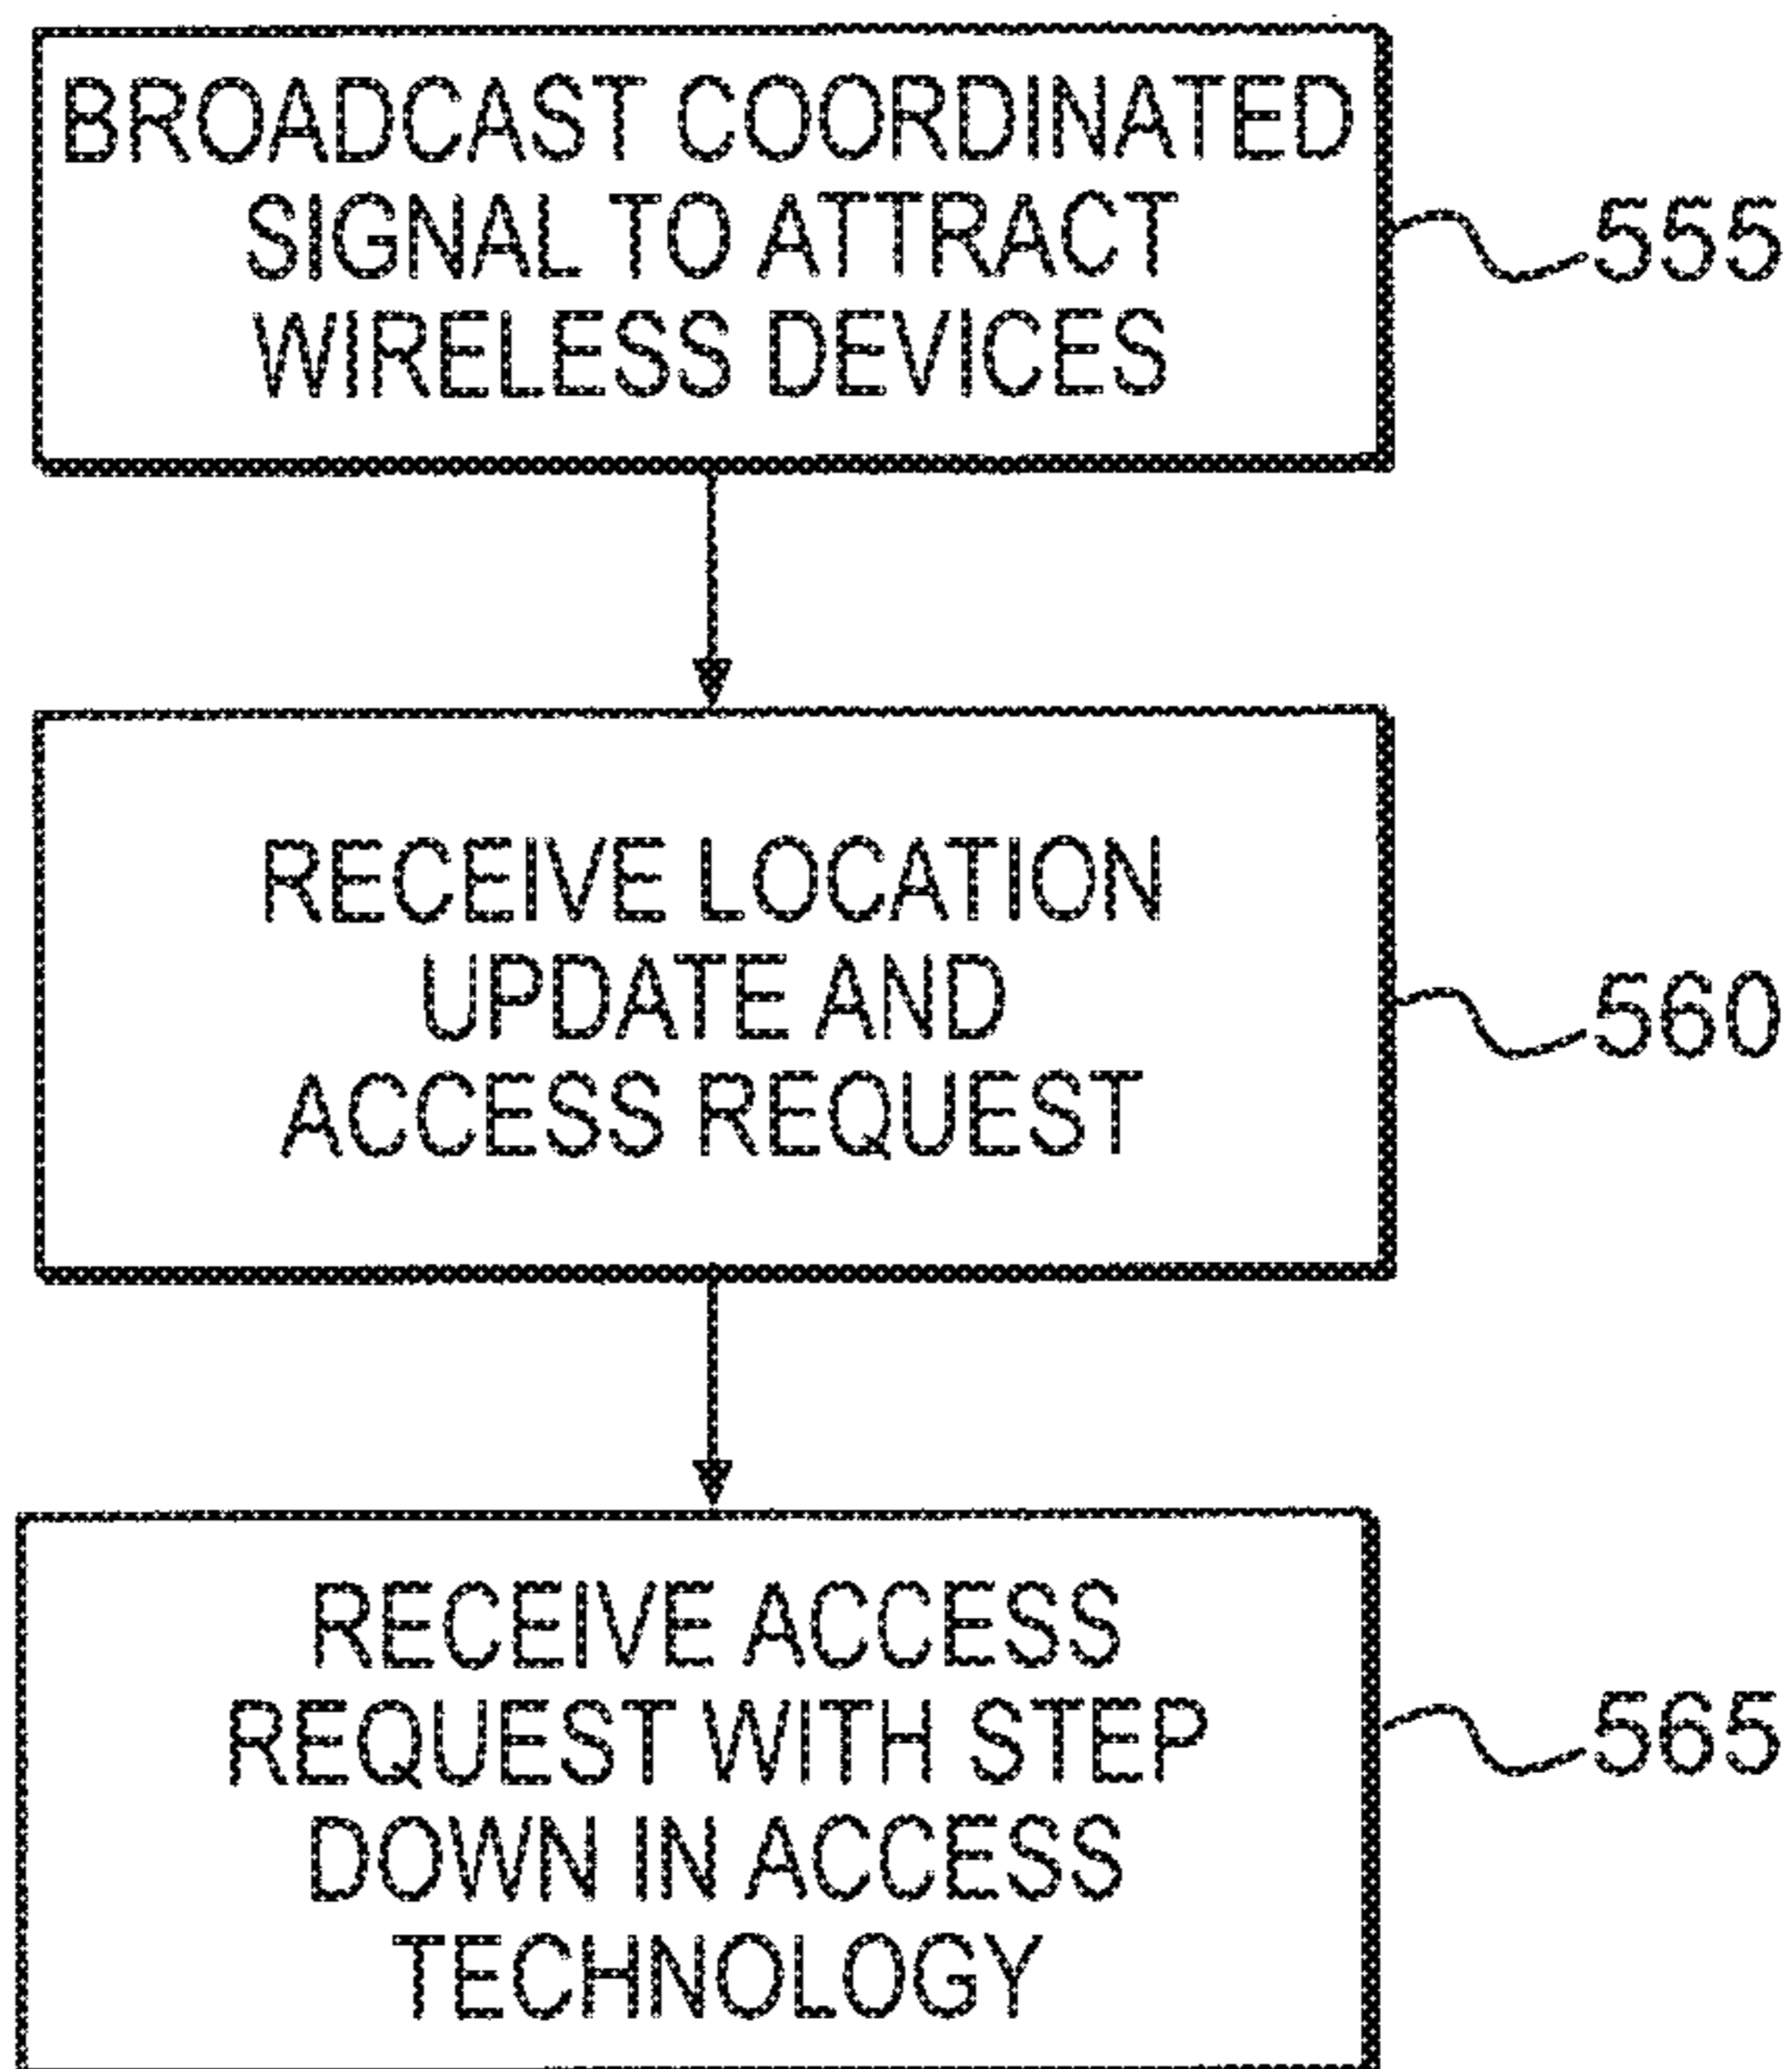 BROADCAST COORDINATED
SIGNAL TO ATTRACT
WIRELESS DEVICES
555
RECEIVE LOCATION
UPDATE AND
ACCESS REQUEST
560
RECEIVE ACCESS
REQUEST WITH STEP
DOWN IN ACCESS
TECHNOLOGY
565